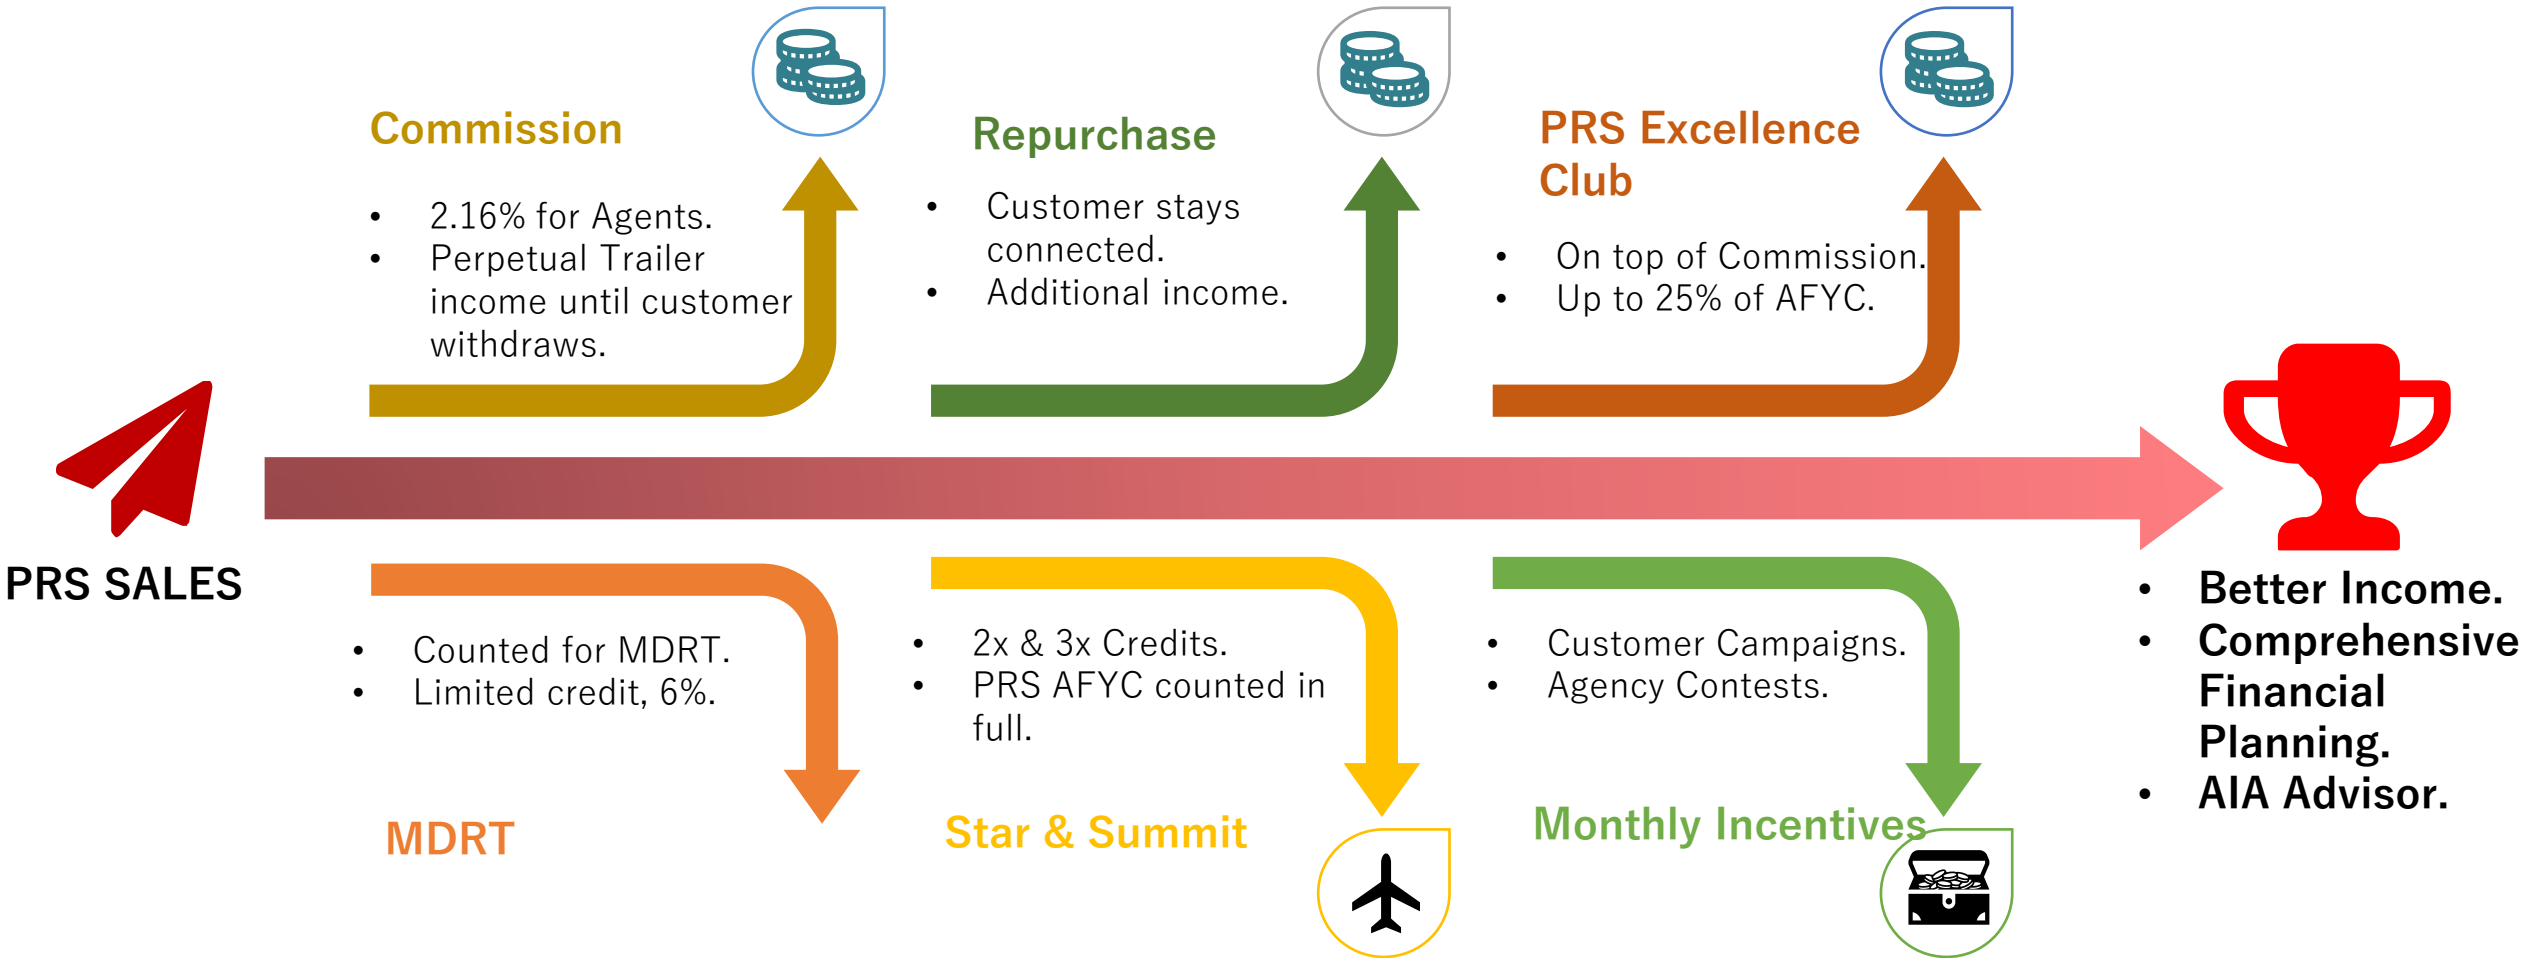 Commission
• 2.16% for Agents.
• Perpetual Trailer
income until customer
withdraws.
Repurchase
• Customer stays
connected.
• Additional income.
PRS Excellence
Club
• On top of Commission.
• Up to 25% of AFYC.
PRS SALES
• Counted for MDRT.
• Limited credit, 6%.
MDRT
• 2x & 3x Credits.
• PRS AFYC counted in
full.
Star & Summit
• Customer Campaigns.
• Agency Contests.
Monthly Incentives
• Better Income.
• Comprehensive
Financial
Planning.
• AIA Advisor.